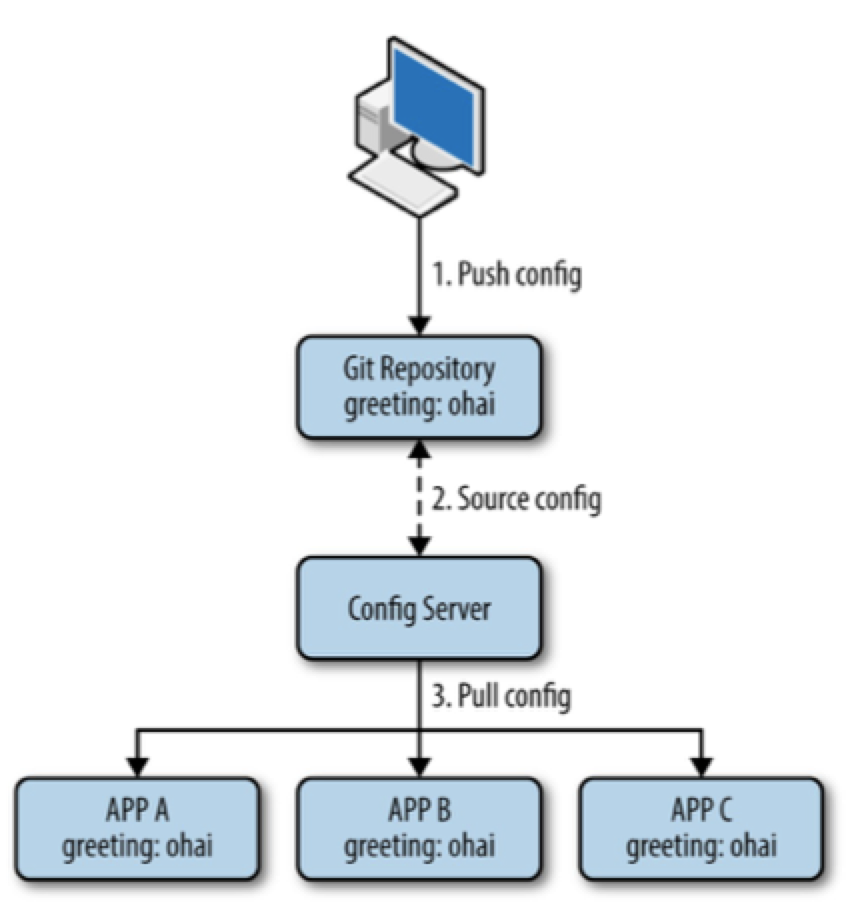 1. Push config
Git Repository
greeting: ohai
2. Source config
Config Server
3. Pull config
APP A
greeting: ohai
APP B
greeting: ohai
APP C
greeting: ohai